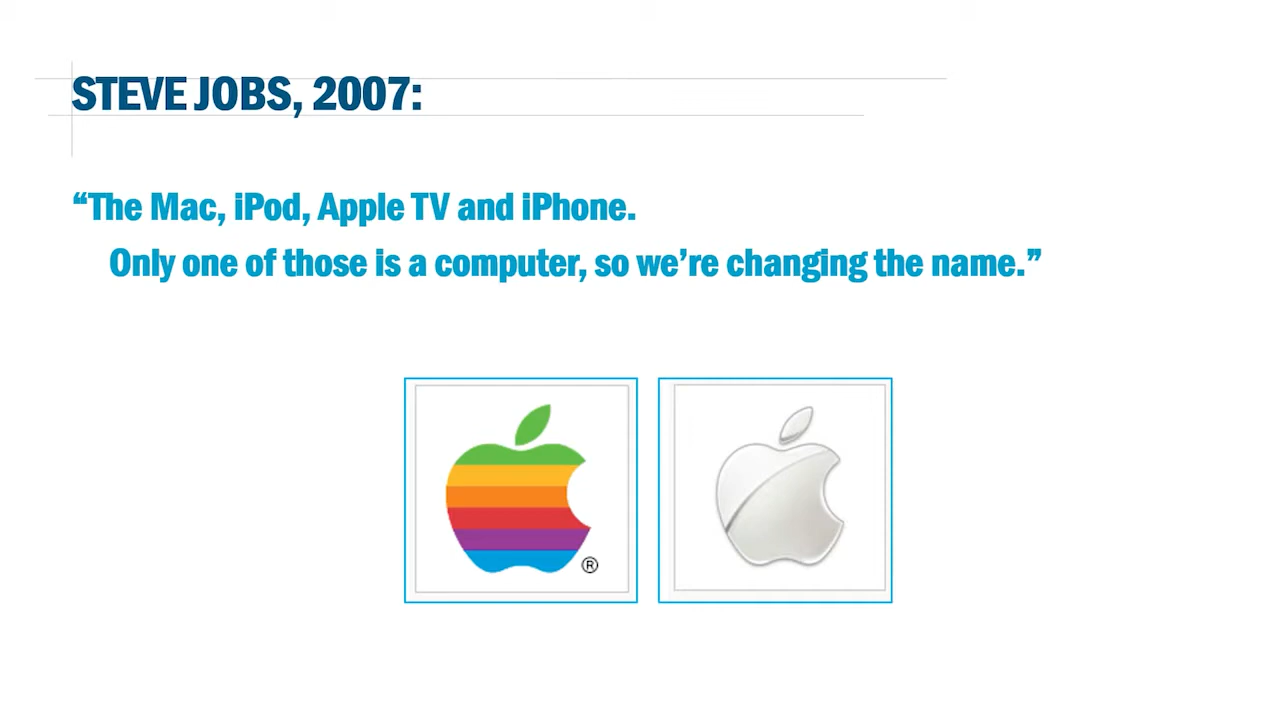 STEVE JOBS, 2007:
“The Mac, iPod, Apple TV and iPhone.
Only one of those is a computer, so we’re changing the name.”
®